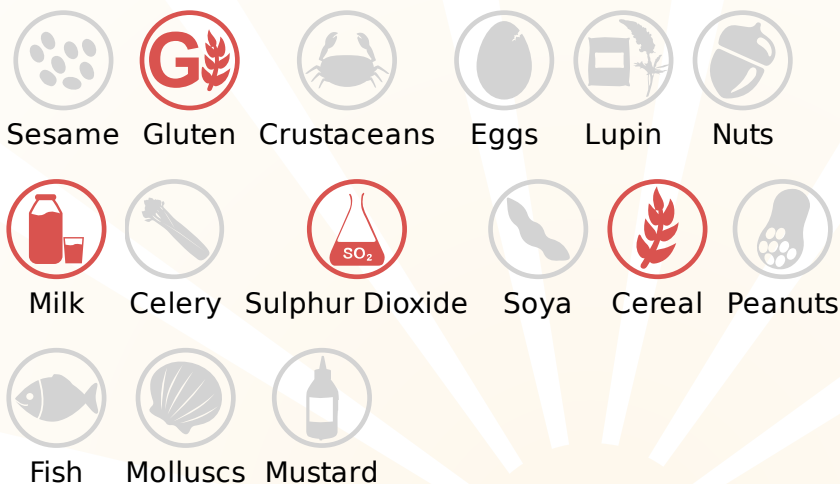 G
Sesame Gluten Crustaceans Eggs Lupin Nuts
SO₂
Milk Celery Sulphur Dioxide Soya Cereal Peanuts
Fish Molluscs Mustard